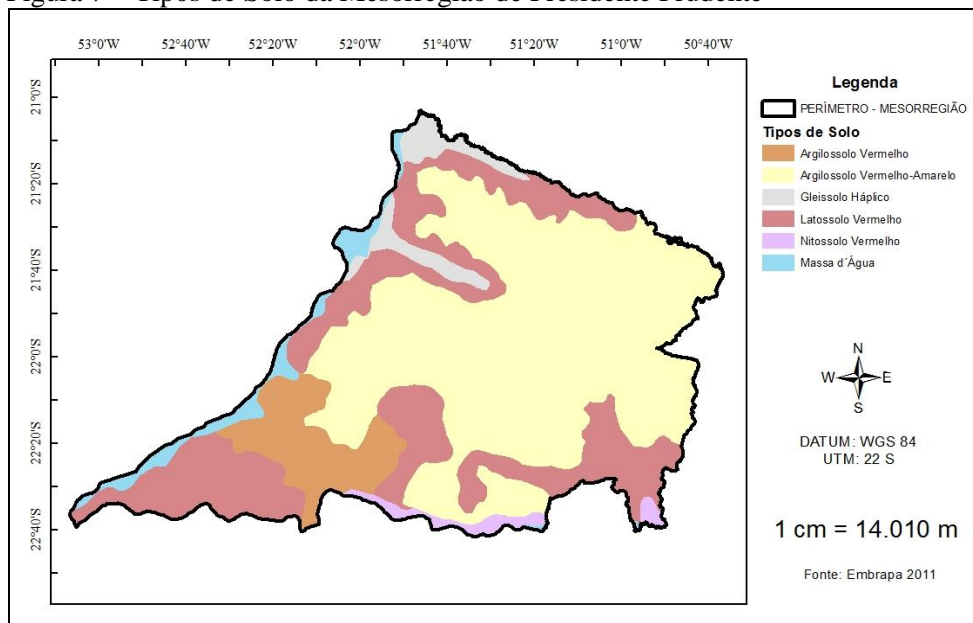 Figura – Tipos de Solo da Mesorregião de Presidente Prudente
53°0'W 52°40'W 52°20'W 52°0'W 51°40'W 51°20'W 51°0'W 50°40'W
21°0'S
21°20'S
21°40'S
22°0'S
22°20'S
22°40'S
Legenda
PERÍMETRO - MESORREGIÃO
Tipos de Solo
Argilossolo Vermelho
Argilossolo Vermelho-Amarelo
Gleissolo Háplico
Latossolo Vermelho
Nitossolo Vermelho
Massa d´Água
N
W E
S
DATUM: WGS 84
UTM: 22 S
1 cm = 14.010 m
Fonte: Embrapa 2011